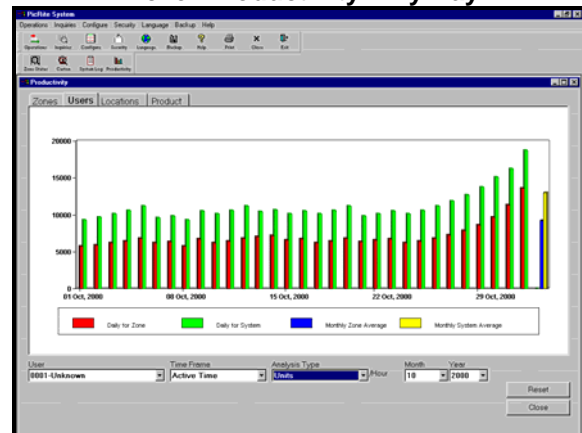 PicRite System
Operations Inquires Configure Security Language Backup Help
Operations Inquires Configure Security Language Backup Help Print Close Exit
Zone Status Carton System Log Productivity
Productivity
Zones Users Locations Product
20000
15000
10000
5000
0
01 Oct, 2000 08 Oct, 2000 15 Oct, 2000 22 Oct, 2000 29 Oct, 2000
Daily for Zone Daily for System Monthly Zone Average Monthly System Average
User Time Frame Analysis Type Month Year
0001-Unknown Active Time Units /Hour 10 2000
Reset
Close